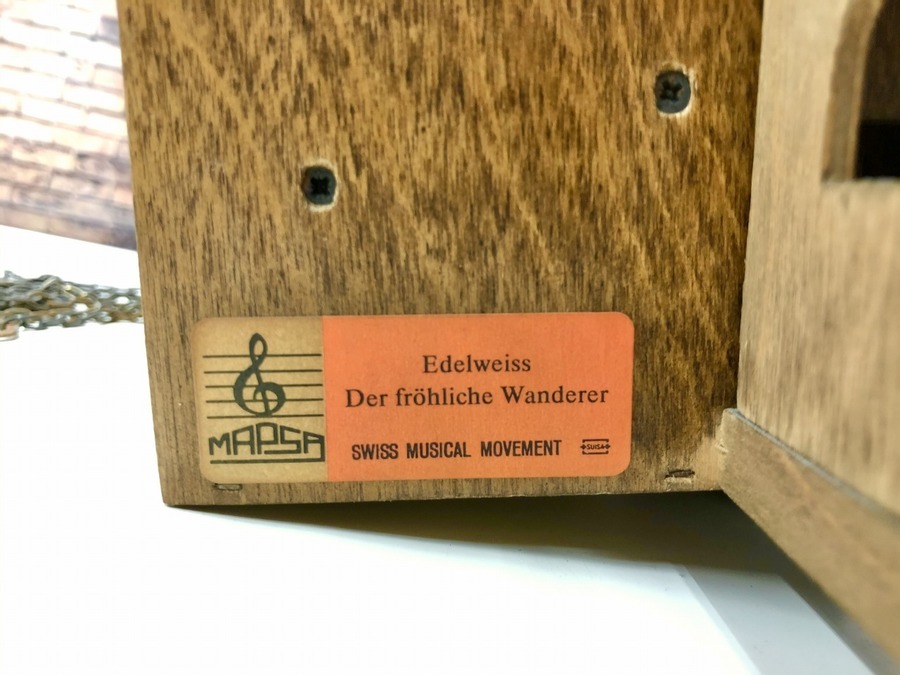 Edelweiss
Der fröhliche Wanderer
MAPSA
SWISS MUSICAL MOVEMENT
SUISA